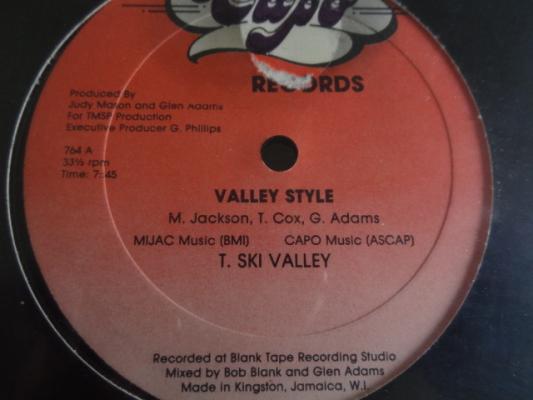 Capo
RECORDS
Produced By
Judy Mason and Glen Adams
For TMSP Production
Executive Producer G. Phillips
764 A
33⅓ rpm
Time: 7:45
VALLEY STYLE
M. Jackson, T. Cox, G. Adams
MIJAC Music (BMI) CAPO Music (ASCAP)
T. SKI VALLEY
Recorded at Blank Tape Recording Studio
Mixed by Bob Blank and Glen Adams
Made in Kingston, Jamaica, W.I.